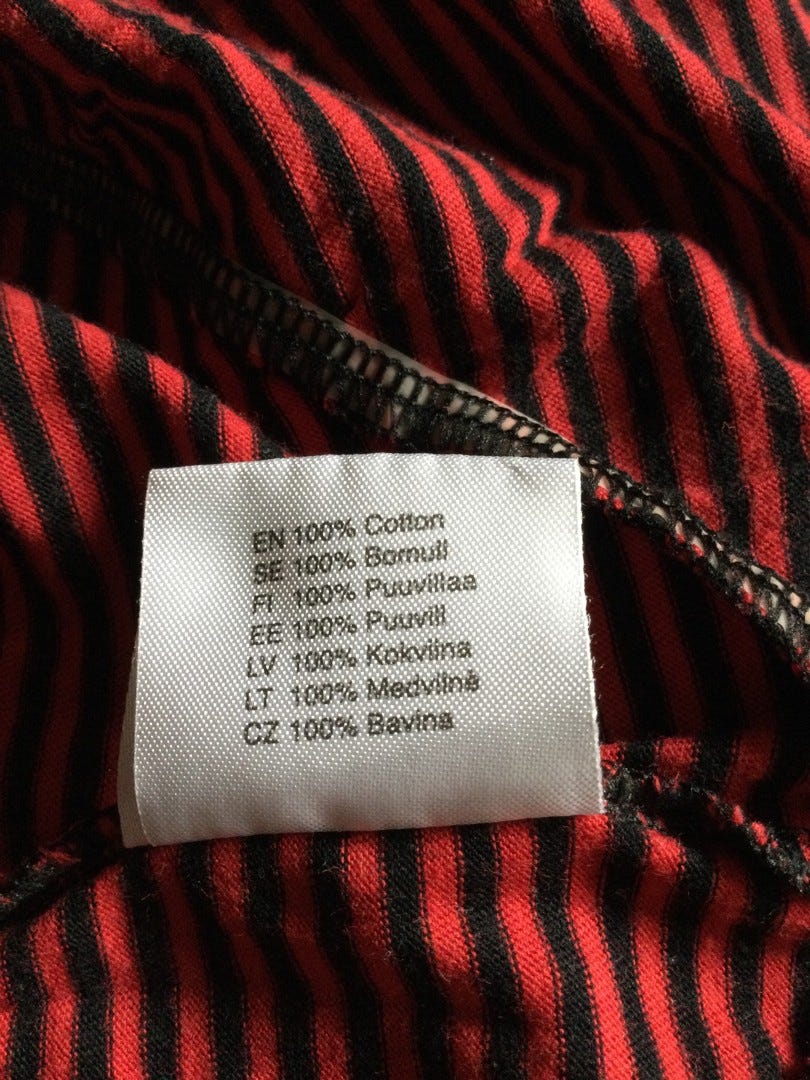 EN 100% Cotton
SE 100% Bomull
FI 100% Puuvillaa
EE 100% Puuvill
LV 100% Kokvilna
LT 100% Medvilnė
CZ 100% Bavina